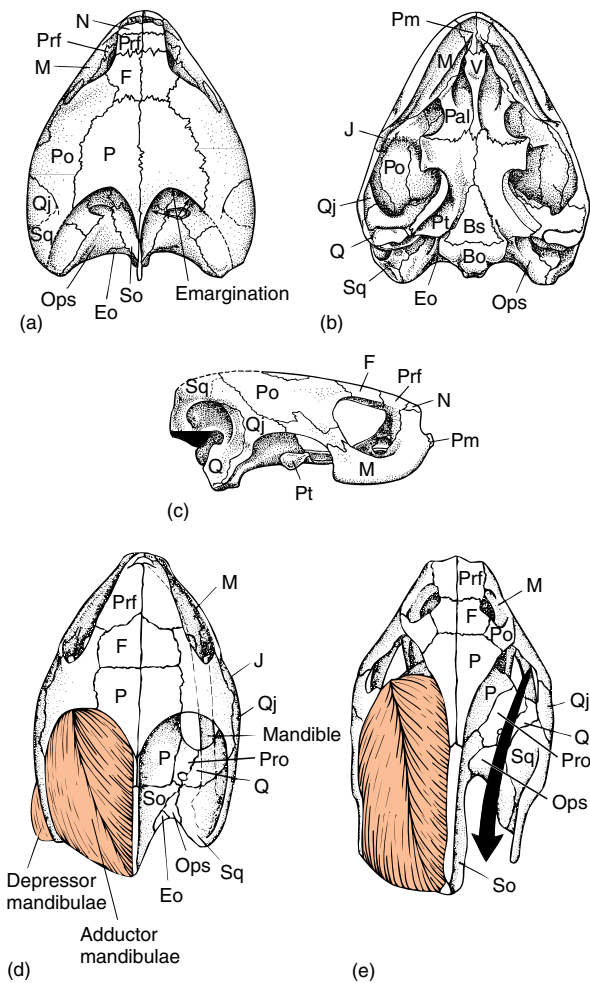 N
Prf
Prf
M
F
Po
P
Qj
Sq
Ops
Eo
So
Emargination
(a)
Pm
M
V
Pal
J
Po
Qj
Pt
Bs
Q
Bo
Sq
Eo
Ops
(b)
Sq
Po
F
Prf
N
Qj
Pm
Q
M
Pt
(c)
Prf
M
F
J
P
Qj
Mandible
P
Pro
Q
So
Ops
Sq
Eo
Depressor
mandibulae
Adductor
mandibulae
(d)
Prf
M
F
Po
P
P
Qj
Q
Pro
Sq
Ops
So
(e)